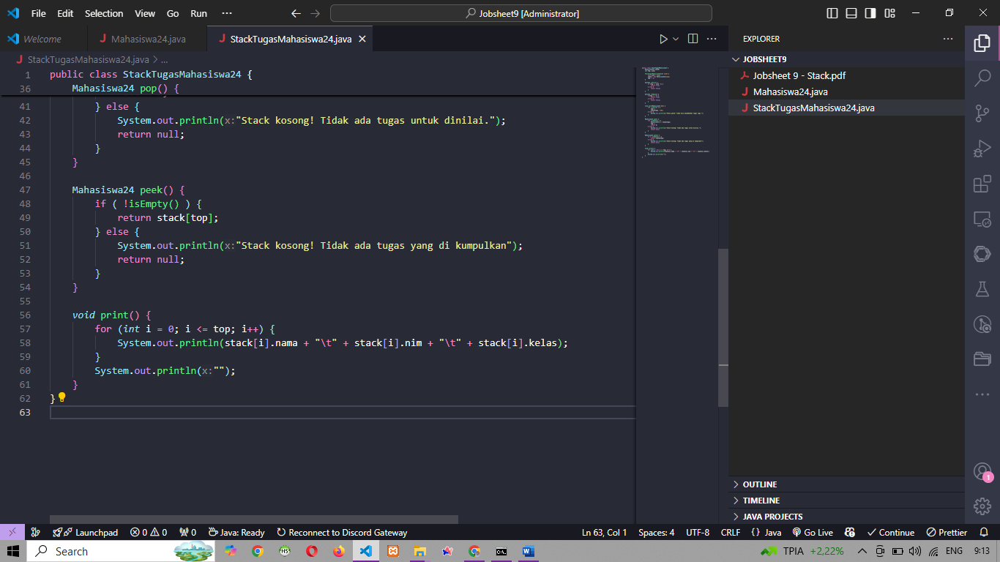 File Edit Selection View Go Run ··· Jobsheet9 [Administrator]
Welcome Mahasiswa24.java StackTugasMahasiswa24.java
StackTugasMahasiswa24.java > ...
1 public class StackTugasMahasiswa24 {
36 Mahasiswa24 pop() {
41 } else {
42 System.out.println(x:"Stack kosong! Tidak ada tugas untuk dinilai.");
43 return null;
44 }
45 }
46
47 Mahasiswa24 peek() {
48 if ( !isEmpty() ) {
49 return stack[top];
50 } else {
51 System.out.println(x:"Stack kosong! Tidak ada tugas yang di kumpulkan");
52 return null;
53 }
54 }
55
56 void print() {
57 for (int i = 0; i <= top; i++) {
58 System.out.println(stack[i].nama + "\t" + stack[i].nim + "\t" + stack[i].kelas);
59 }
60 System.out.println(x:"");
61 }
62 }
63
EXPLORER
JOBSHEET9
Jobsheet 9 - Stack.pdf
Mahasiswa24.java
StackTugasMahasiswa24.java
OUTLINE
TIMELINE
JAVA PROJECTS
1
Launchpad 0 0 0 Java: Ready Reconnect to Discord Gateway Ln 63, Col 1 Spaces: 4 UTF-8 CRLF {} Java Go Live Continue Prettier
Search TPIA +2,22% ENG 9:13